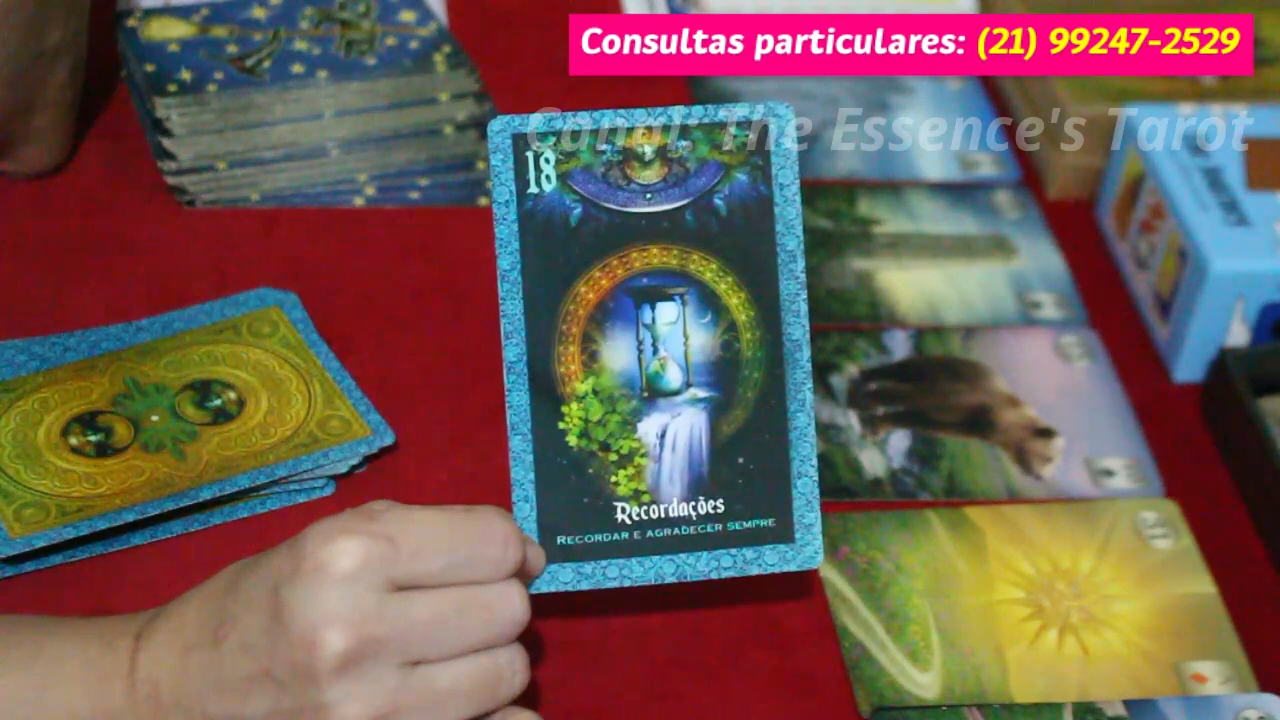 Consultas particulares: (21) 99247-2529
Canal: The Essence's Tarot
18
Recordações
RECORDAR E AGRADECER SEMPRE